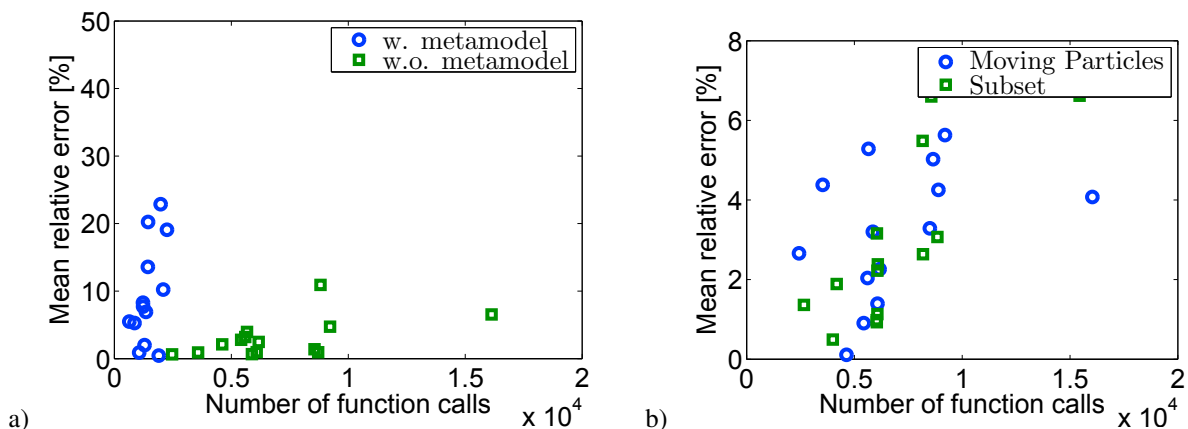 50
40
30
20
10
0
Mean relative error [%]
w. metamodel
w.o. metamodel
0
0.5
1
1.5
2
Number of function calls
x 10^4
a)
8
6
4
2
0
Mean relative error [%]
Moving Particles
Subset
0
0.5
1
1.5
2
Number of function calls
x 10^4
b)